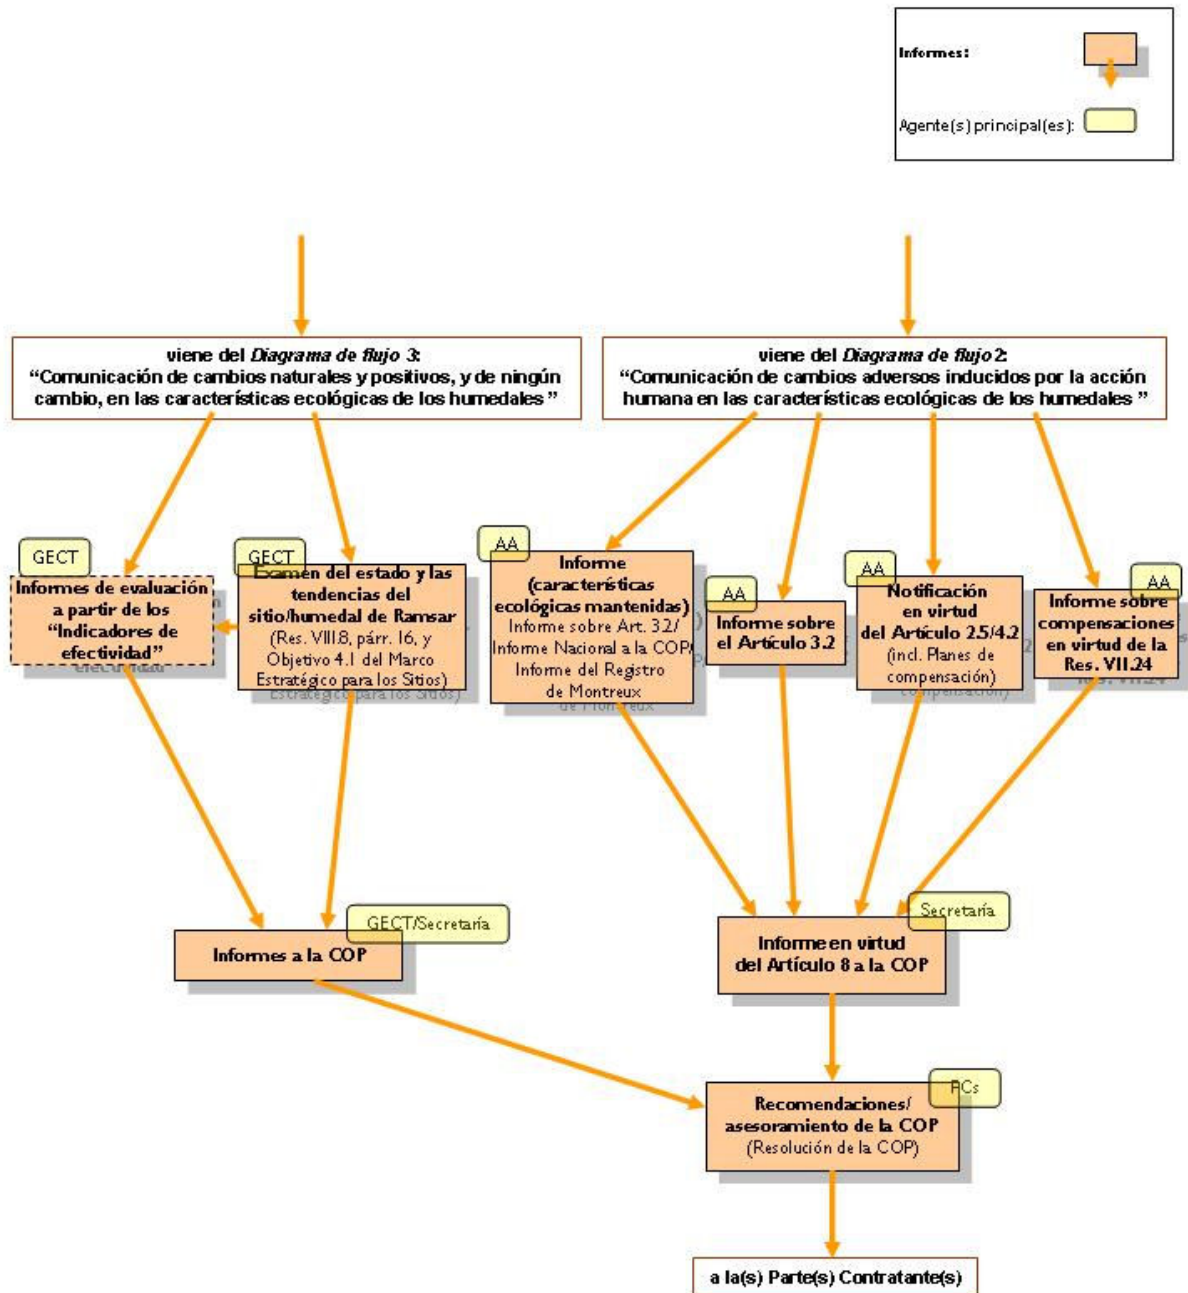 Informes:
Agente(s) principal(es):
viene del Diagrama de flujo 3:
“Comunicación de cambios naturales y positivos, y de ningún
cambio, en las características ecológicas de los humedales ”
viene del Diagrama de flujo 2:
“Comunicación de cambios adversos inducidos por la acción
humana en las características ecológicas de los humedales ”
GECT
Informes de evaluación
a partir de los
“Indicadores de
efectividad”
GECT
Examen del estado y las
tendencias del
sitio/humedal de Ramsar
(Res. VIII.8, párr. 16, y
Objetivo 4.1 del Marco
Estratégico para los Sitios)
AA
Informe
(características
ecológicas mantenidas)
Informe sobre Art. 3.2/
Informe Nacional a la COP/
Informe del Registro
de Montreux
AA
Informe sobre
el Artículo 3.2
AA
Notificación
en virtud
del Artículo 2.5/4.2
(incl. Planes de
compensación)
AA
Informe sobre
compensaciones
en virtud de la
Res. VII.24
GECT/Secretaría
Informes a la COP
Secretaría
Informe en virtud
del Artículo 8 a la COP
PCs
Recomendaciones/
asesoramiento de la COP
(Resolución de la COP)
a la(s) Parte(s) Contratante(s)